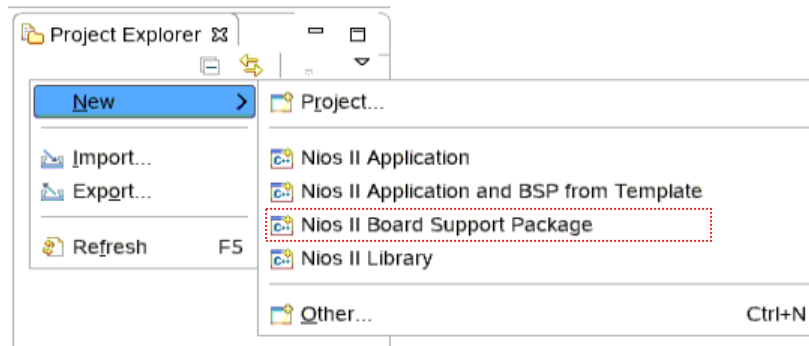 Project Explorer
New
Project...
Import...
Nios II Application
Export...
Nios II Application and BSP from Template
Nios II Board Support Package
Refresh F5
Nios II Library
Other... Ctrl+N